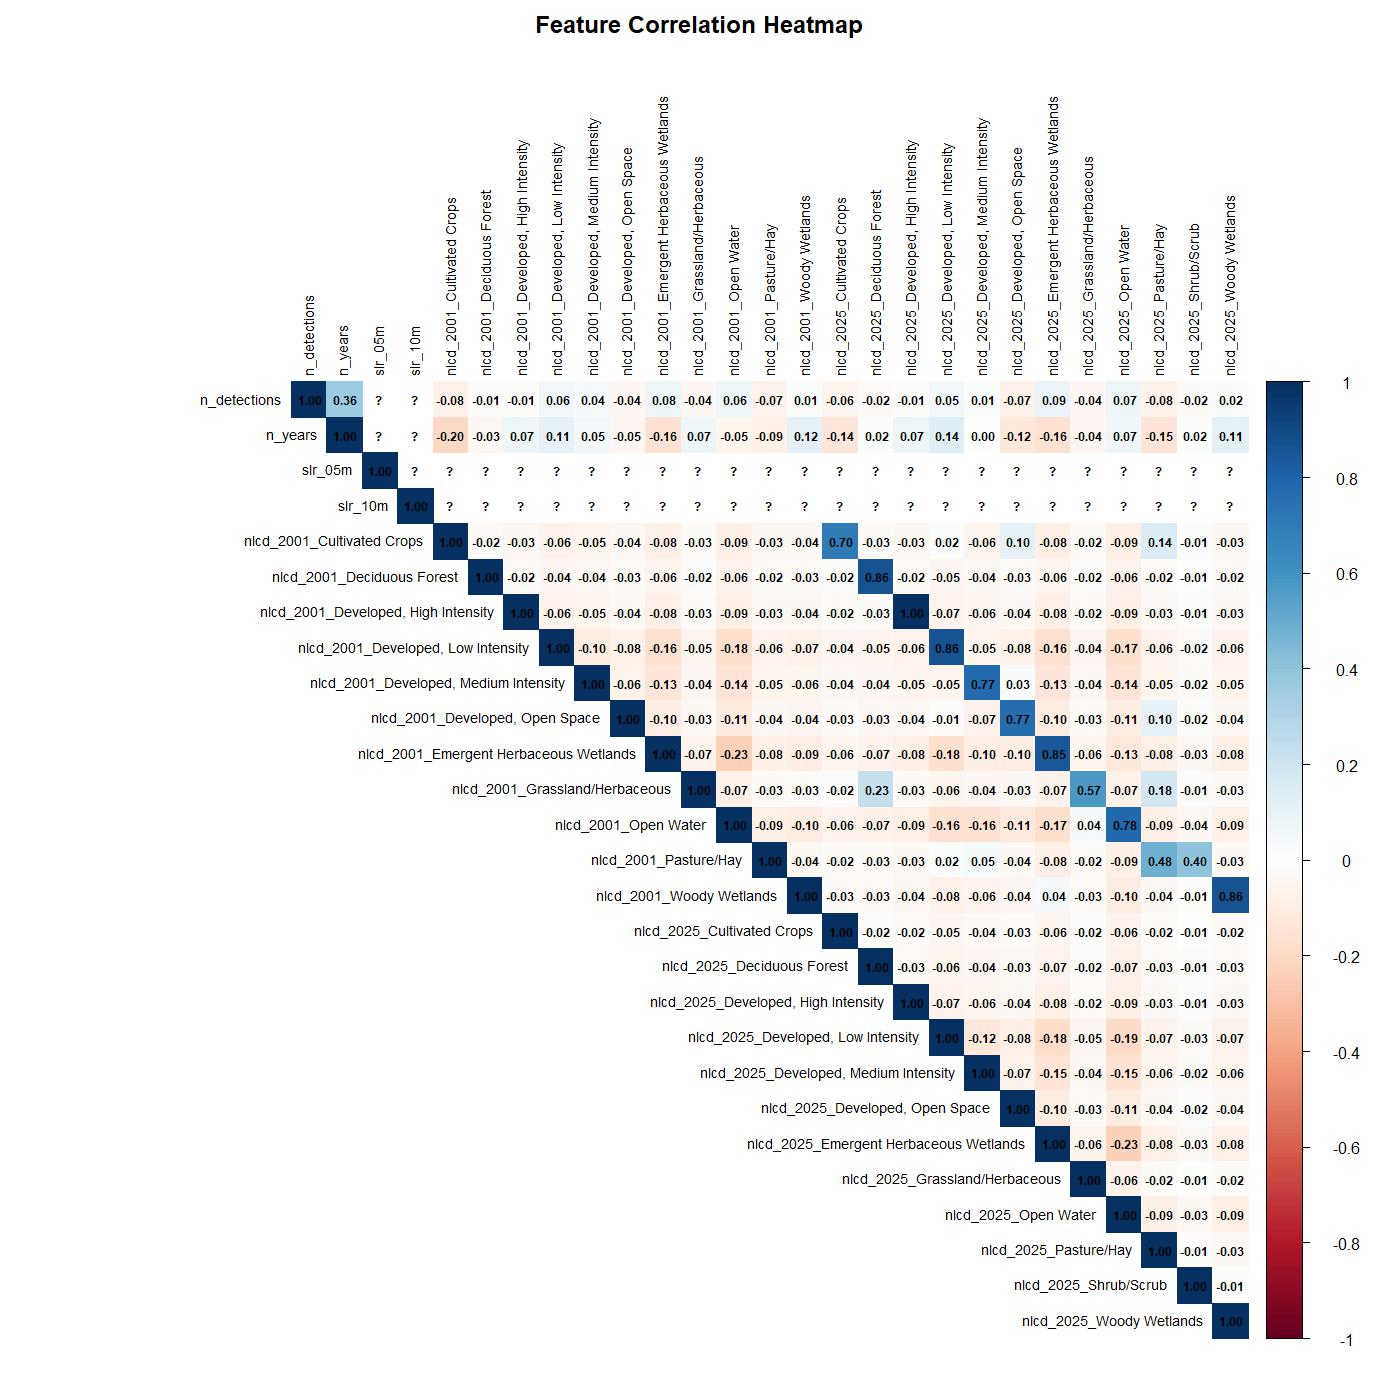 Feature Correlation Heatmap
n_detections
n_years
slr_05m
slr_10m
nlcd_2001_Cultivated Crops
nlcd_2001_Deciduous Forest
nlcd_2001_Developed, High Intensity
nlcd_2001_Developed, Low Intensity
nlcd_2001_Developed, Medium Intensity
nlcd_2001_Developed, Open Space
nlcd_2001_Emergent Herbaceous Wetlands
nlcd_2001_Grassland/Herbaceous
nlcd_2001_Open Water
nlcd_2001_Pasture/Hay
nlcd_2001_Woody Wetlands
nlcd_2025_Cultivated Crops
nlcd_2025_Deciduous Forest
nlcd_2025_Developed, High Intensity
nlcd_2025_Developed, Low Intensity
nlcd_2025_Developed, Medium Intensity
nlcd_2025_Developed, Open Space
nlcd_2025_Emergent Herbaceous Wetlands
nlcd_2025_Grassland/Herbaceous
nlcd_2025_Open Water
nlcd_2025_Pasture/Hay
nlcd_2025_Shrub/Scrub
nlcd_2025_Woody Wetlands
n_detections 1.00 0.36 ? ? -0.08 -0.01 -0.01 0.06 0.04 -0.04 0.08 -0.04 0.06 -0.07 0.01 -0.06 -0.02 -0.01 0.05 0.01 -0.07 0.09 -0.04 0.07 -0.08 -0.02 0.02
n_years 1.00 ? ? -0.20 -0.03 0.07 0.11 0.05 -0.05 -0.16 0.07 -0.05 -0.09 0.12 -0.14 0.02 0.07 0.14 0.00 -0.12 -0.16 -0.04 0.07 -0.15 0.02 0.11
slr_05m 1.00 ? ? ? ? ? ? ? ? ? ? ? ? ? ? ? ? ? ? ? ? ? ? ? ?
slr_10m 1.00 ? ? ? ? ? ? ? ? ? ? ? ? ? ? ? ? ? ? ? ? ? ? ?
nlcd_2001_Cultivated Crops 1.00 -0.02 -0.03 -0.06 -0.05 -0.04 -0.08 -0.03 -0.09 -0.03 -0.04 0.70 -0.03 -0.03 0.02 -0.06 0.10 -0.08 -0.02 -0.09 0.14 -0.01 -0.03
nlcd_2001_Deciduous Forest 1.00 -0.02 -0.04 -0.04 -0.03 -0.06 -0.02 -0.06 -0.02 -0.03 -0.02 0.86 -0.02 -0.05 -0.04 -0.03 -0.06 -0.02 -0.06 -0.02 -0.01 -0.02
nlcd_2001_Developed, High Intensity 1.00 -0.06 -0.05 -0.04 -0.08 -0.03 -0.09 -0.03 -0.04 -0.02 -0.03 1.00 -0.07 -0.06 -0.04 -0.08 -0.02 -0.09 -0.03 -0.01 -0.03
nlcd_2001_Developed, Low Intensity 1.00 -0.10 -0.08 -0.16 -0.05 -0.18 -0.06 -0.07 -0.04 -0.05 -0.06 0.86 -0.05 -0.08 -0.16 -0.04 -0.17 -0.06 -0.02 -0.06
nlcd_2001_Developed, Medium Intensity 1.00 -0.06 -0.13 -0.04 -0.14 -0.05 -0.06 -0.04 -0.04 -0.05 -0.05 0.77 0.03 -0.13 -0.04 -0.14 -0.05 -0.02 -0.05
nlcd_2001_Developed, Open Space 1.00 -0.10 -0.03 -0.11 -0.04 -0.04 -0.03 -0.03 -0.04 -0.01 -0.07 0.77 -0.10 -0.03 -0.11 0.10 -0.02 -0.04
nlcd_2001_Emergent Herbaceous Wetlands 1.00 -0.07 -0.23 -0.08 -0.09 -0.06 -0.07 -0.08 -0.18 -0.10 -0.10 0.85 -0.06 -0.13 -0.08 -0.03 -0.08
nlcd_2001_Grassland/Herbaceous 1.00 -0.07 -0.03 -0.03 -0.02 0.23 -0.03 -0.06 -0.04 -0.03 -0.07 0.57 -0.07 0.18 -0.01 -0.03
nlcd_2001_Open Water 1.00 -0.09 -0.10 -0.06 -0.07 -0.09 -0.16 -0.16 -0.11 -0.17 0.04 0.78 -0.09 -0.04 -0.09
nlcd_2001_Pasture/Hay 1.00 -0.04 -0.02 -0.03 -0.03 0.02 0.05 -0.04 -0.08 -0.02 -0.09 0.48 0.40 -0.03
nlcd_2001_Woody Wetlands 1.00 -0.03 -0.03 -0.04 -0.08 -0.06 -0.04 0.04 -0.03 -0.10 -0.04 -0.01 0.86
nlcd_2025_Cultivated Crops 1.00 -0.02 -0.02 -0.05 -0.04 -0.03 -0.06 -0.02 -0.06 -0.02 -0.01 -0.02
nlcd_2025_Deciduous Forest 1.00 -0.03 -0.06 -0.04 -0.03 -0.07 -0.02 -0.07 -0.03 -0.01 -0.03
nlcd_2025_Developed, High Intensity 1.00 -0.07 -0.06 -0.04 -0.08 -0.02 -0.09 -0.03 -0.01 -0.03
nlcd_2025_Developed, Low Intensity 1.00 -0.12 -0.08 -0.18 -0.05 -0.19 -0.07 -0.03 -0.07
nlcd_2025_Developed, Medium Intensity 1.00 -0.07 -0.15 -0.04 -0.15 -0.06 -0.02 -0.06
nlcd_2025_Developed, Open Space 1.00 -0.10 -0.03 -0.11 -0.04 -0.02 -0.04
nlcd_2025_Emergent Herbaceous Wetlands 1.00 -0.06 -0.23 -0.08 -0.03 -0.08
nlcd_2025_Grassland/Herbaceous 1.00 -0.06 -0.02 -0.01 -0.02
nlcd_2025_Open Water 1.00 -0.09 -0.03 -0.09
nlcd_2025_Pasture/Hay 1.00 -0.01 -0.03
nlcd_2025_Shrub/Scrub 1.00 -0.01
nlcd_2025_Woody Wetlands 1.00
1
0.8
0.6
0.4
0.2
0
-0.2
-0.4
-0.6
-0.8
-1